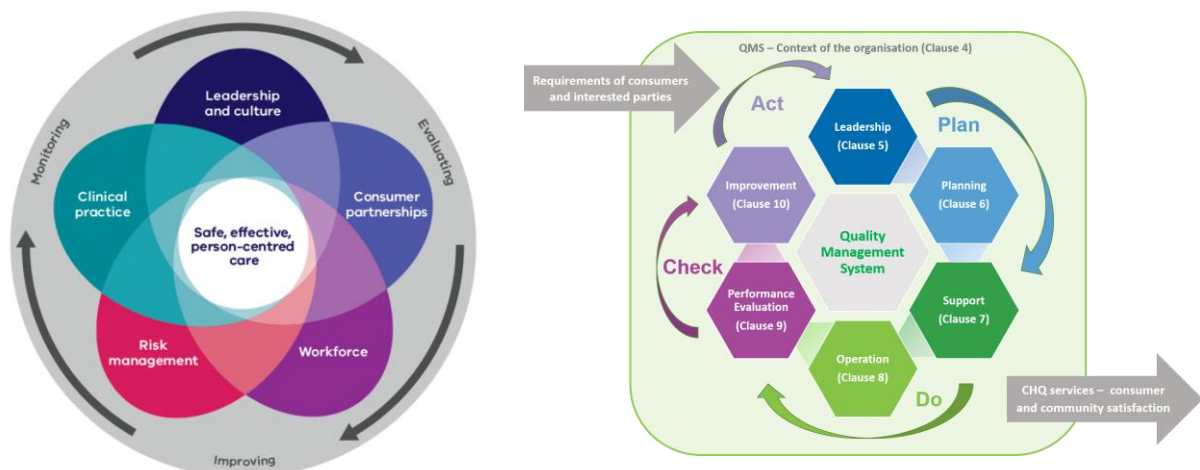 Leadership
and culture
Monitoring
Evaluating
Clinical
practice
Consumer
partnerships
Safe, effective,
person-centred
care
Risk
management
Workforce
Improving
QMS – Context of the organisation (Clause 4)
Requirements of consumers
and interested parties
Act
Plan
Leadership
(Clause 5)
Improvement
(Clause 10)
Planning
(Clause 6)
Quality
Management
System
Check
Performance
Evaluation
(Clause 9)
Support
(Clause 7)
Operation
(Clause 8)
Do
CHQ services – consumer
and community satisfaction